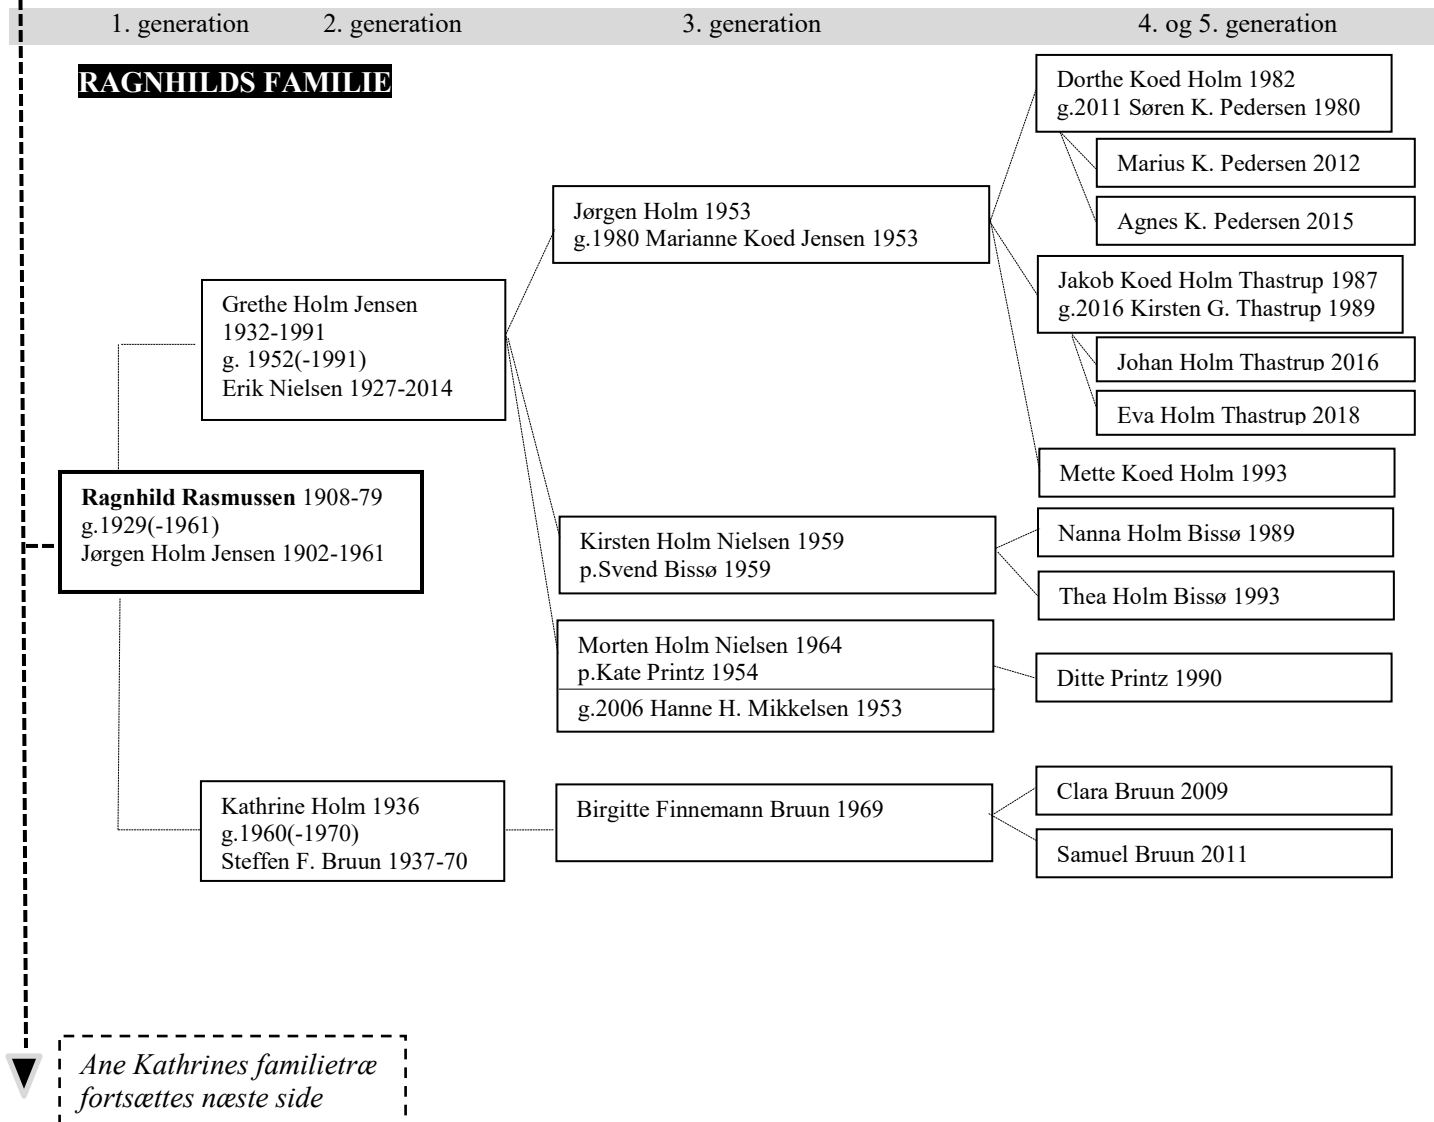 1. generation 2. generation 3. generation 4. og 5. generation
RAGNHILDS FAMILIE
Dorthe Koed Holm 1982
g.2011 Søren K. Pedersen 1980
Marius K. Pedersen 2012
Agnes K. Pedersen 2015
Jørgen Holm 1953
g.1980 Marianne Koed Jensen 1953
Jakob Koed Holm Thastrup 1987
g.2016 Kirsten G. Thastrup 1989
Johan Holm Thastrup 2016
Eva Holm Thastrup 2018
Mette Koed Holm 1993
Grethe Holm Jensen
1932-1991
g. 1952(-1991)
Erik Nielsen 1927-2014
Ragnhild Rasmussen 1908-79
g.1929(-1961)
Jørgen Holm Jensen 1902-1961
Kirsten Holm Nielsen 1959
p.Svend Bissø 1959
Nanna Holm Bissø 1989
Thea Holm Bissø 1993
Morten Holm Nielsen 1964
p.Kate Printz 1954
g.2006 Hanne H. Mikkelsen 1953
Ditte Printz 1990
Kathrine Holm 1936
g.1960(-1970)
Steffen F. Bruun 1937-70
Birgitte Finnemann Bruun 1969
Clara Bruun 2009
Samuel Bruun 2011
Ane Kathrines familietræ
fortsættes næste side